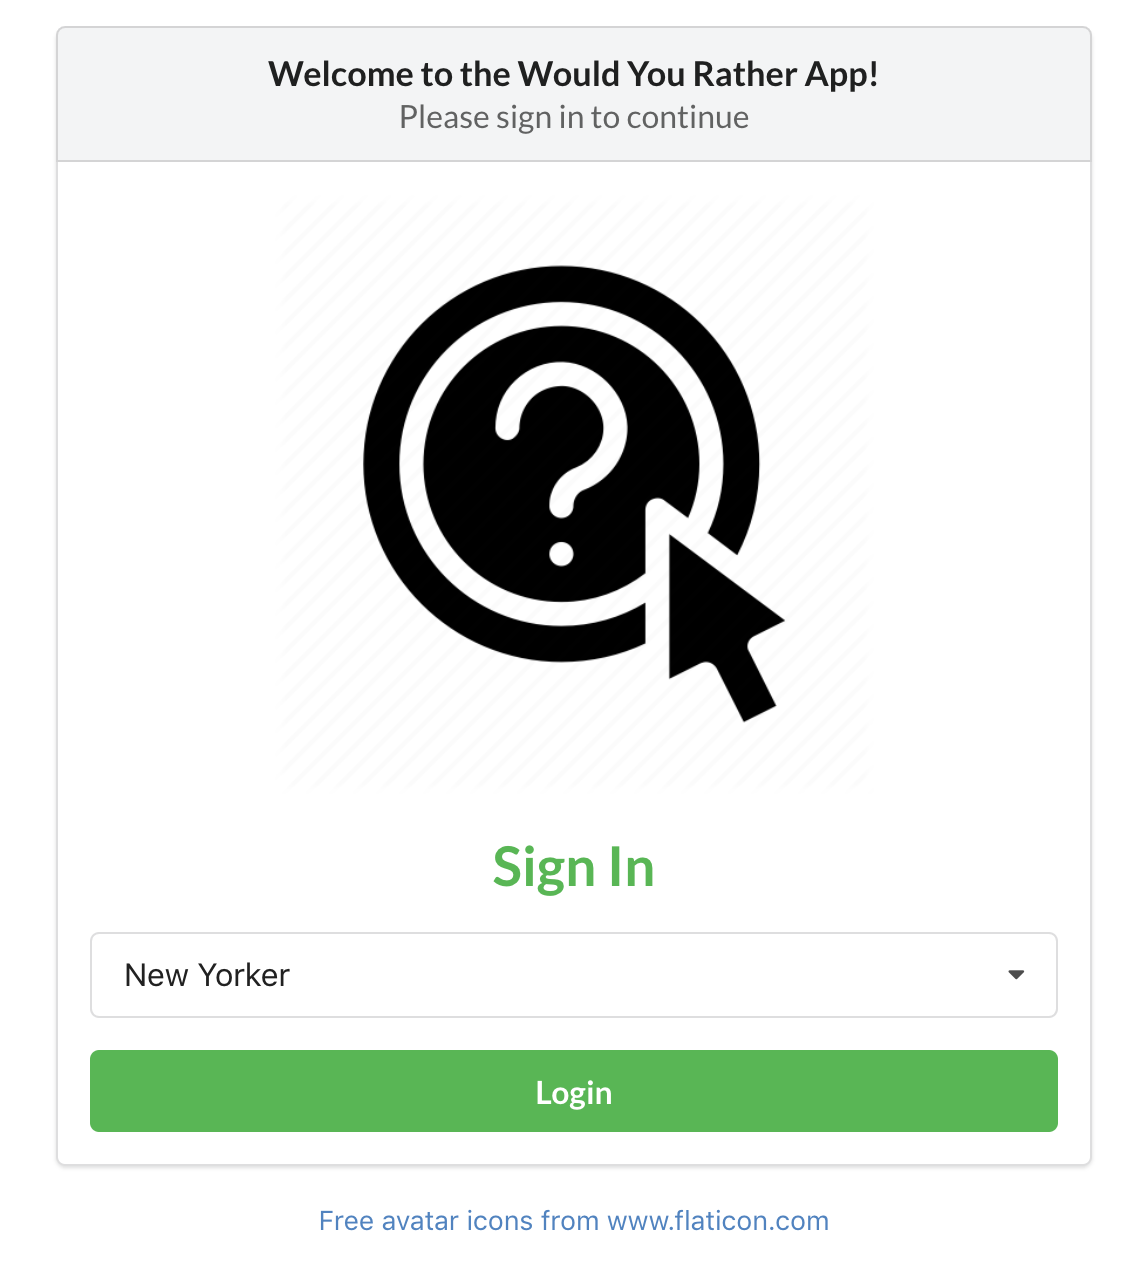 Welcome to the Would You Rather App!
Please sign in to continue
?
Sign In
New Yorker
Login
Free avatar icons from www.flaticon.com